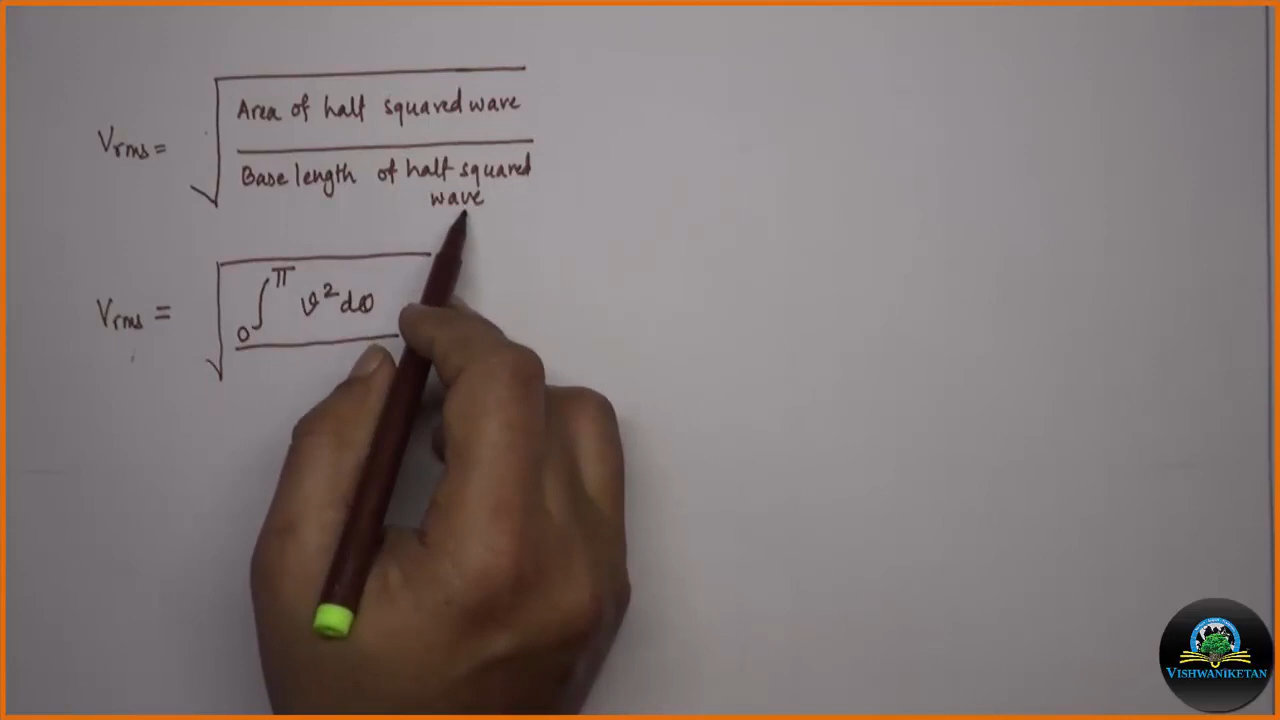 Vrms = √ Area of half squared wave
Base length of half squared
wave
Vrms = √ 0∫π v² dθ
VISHWANIKETAN